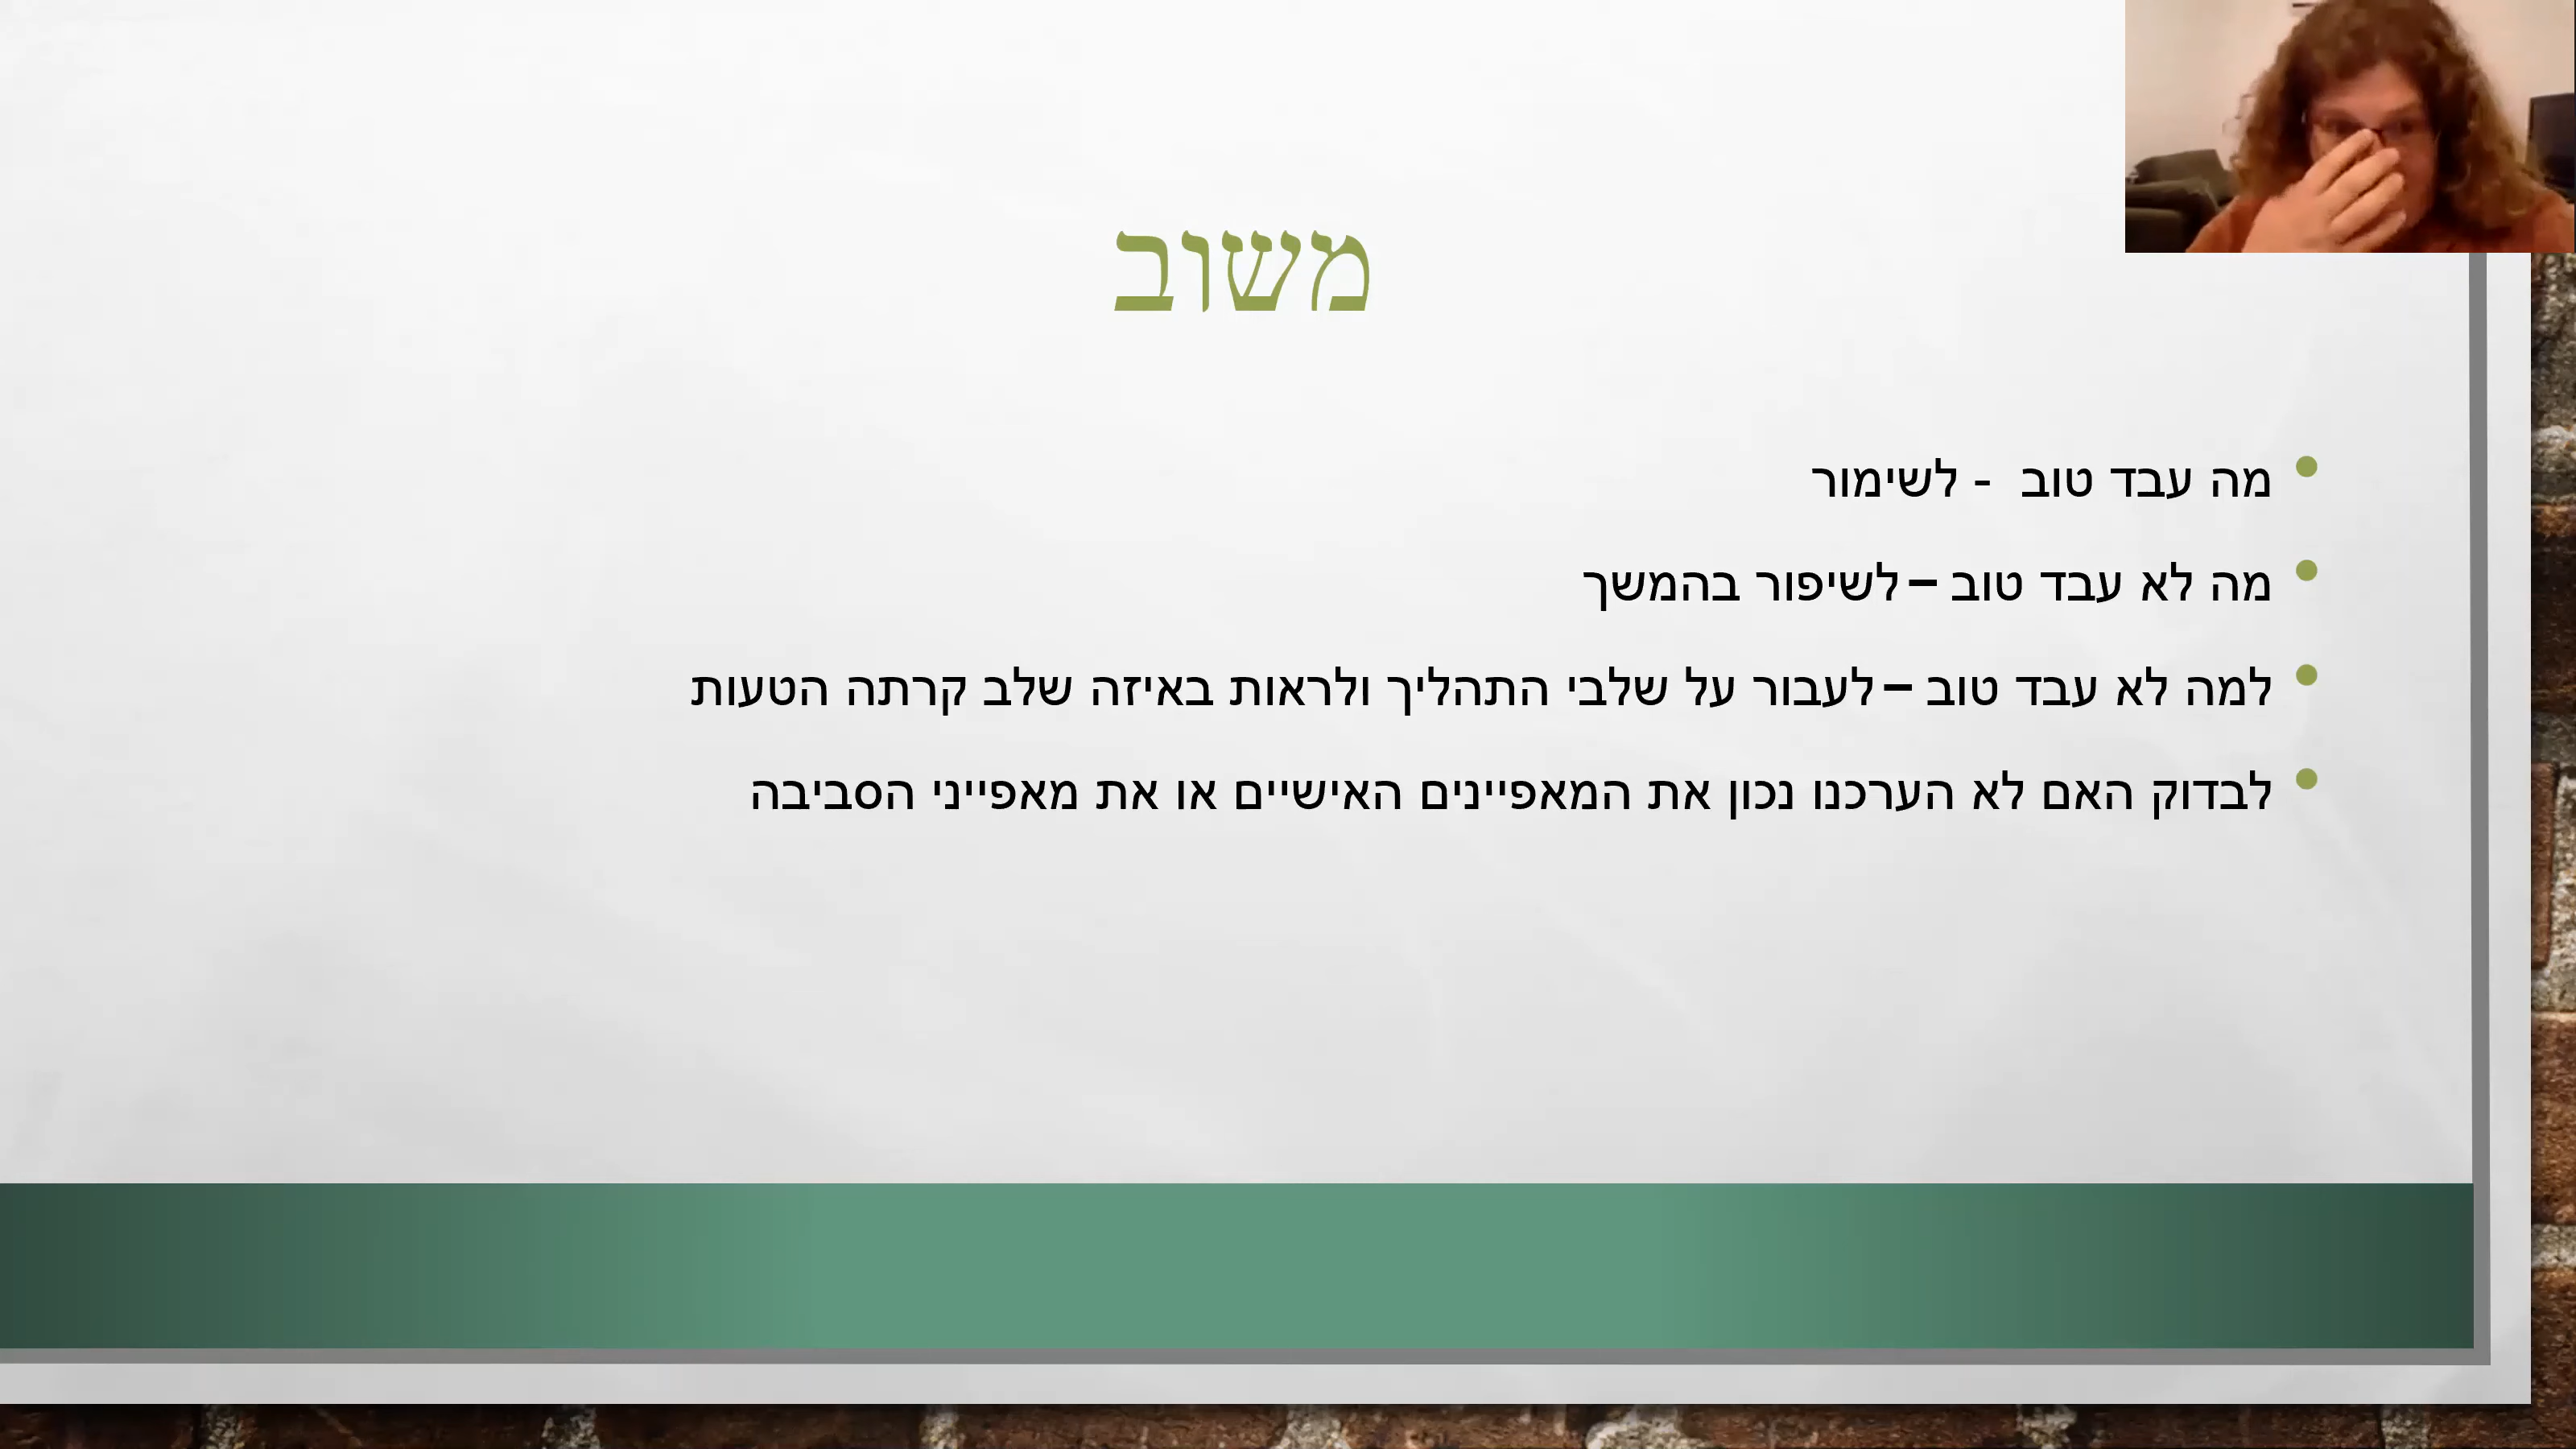 משוב
מה עבד טוב - לשימור
מה לא עבד טוב – לשיפור בהמשך
למה לא עבד טוב – לעבור על שלבי התהליך ולראות באיזה שלב קרתה הטעות
לבדוק האם לא הערכנו נכון את המאפיינים האישיים או את מאפייני הסביבה